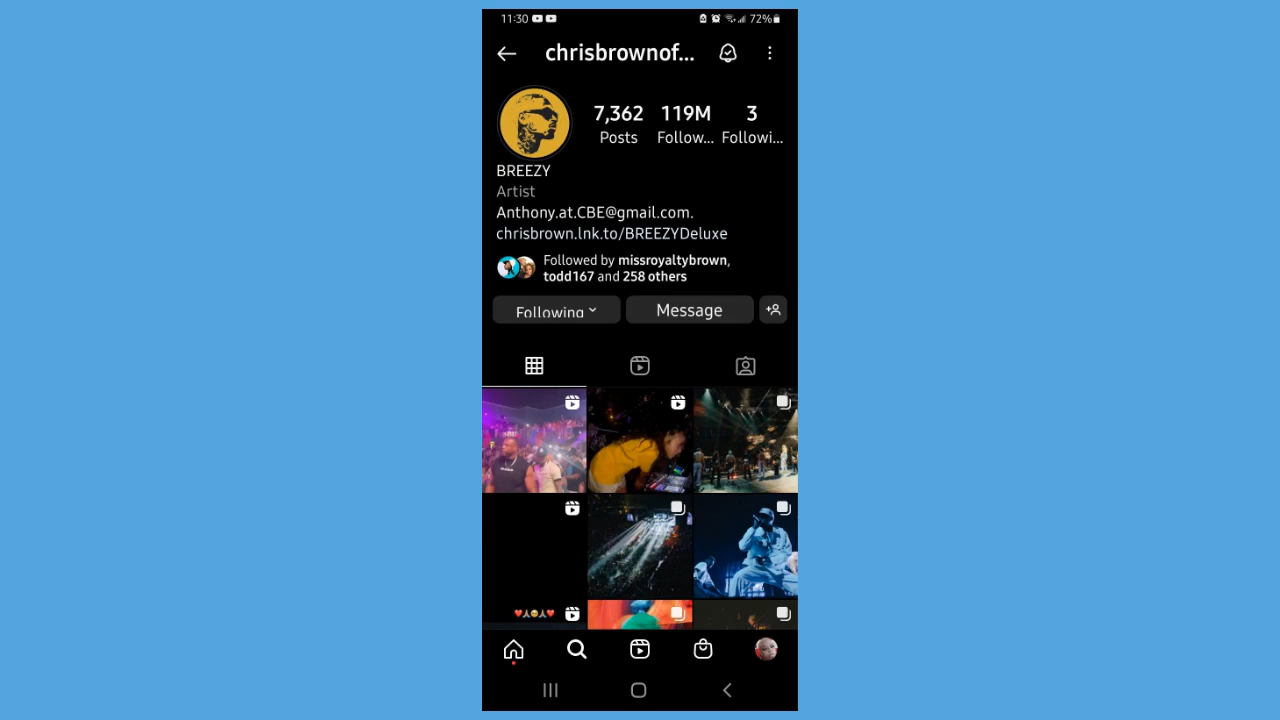 11:30 72%
chrisbrownof...
7,362 119M 3
Posts Follow... Followi...
BREEZY
Artist
Anthony.at.CBE@gmail.com.
chrisbrown.lnk.to/BREEZYDeluxe
Followed by missroyaltybrown,
todd167 and 258 others
Following Message